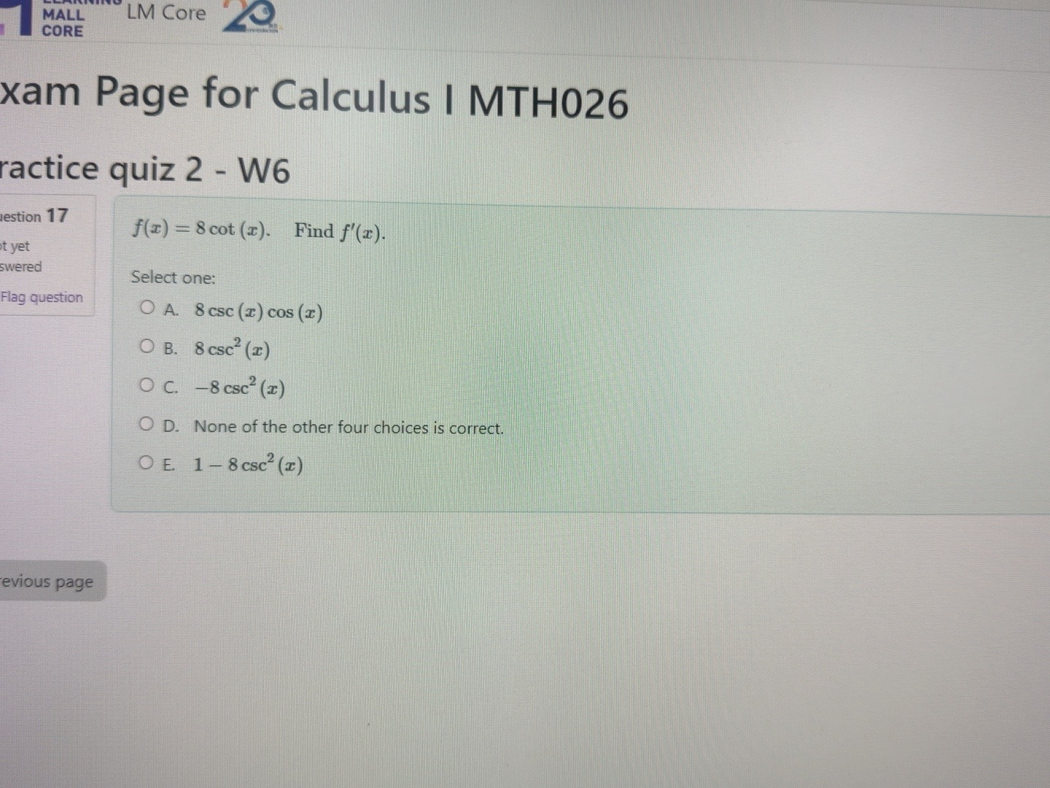 MALL
CORE
LM Core
xam Page for Calculus I MTH026
ractice quiz 2 - W6
uestion 17
ot yet
swered
Flag question
f(x) = 8 cot (x). Find f′(x).
Select one:
A. 8 csc (x) cos (x)
B. 8 csc² (x)
C. −8 csc² (x)
D. None of the other four choices is correct.
E. 1 − 8 csc² (x)
revious page